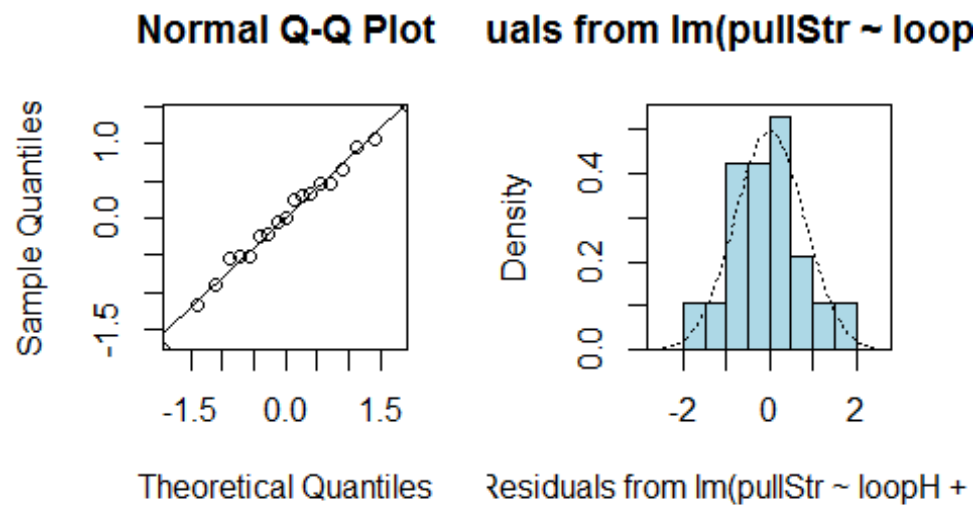 Normal Q-Q Plot
Sample Quantiles
1.0
0.0
-1.5
-1.5 0.0 1.5
Theoretical Quantiles
uals from lm(pullStr ~ loop
Density
0.4
0.2
0.0
-2 0 2
Residuals from lm(pullStr ~ loopH +